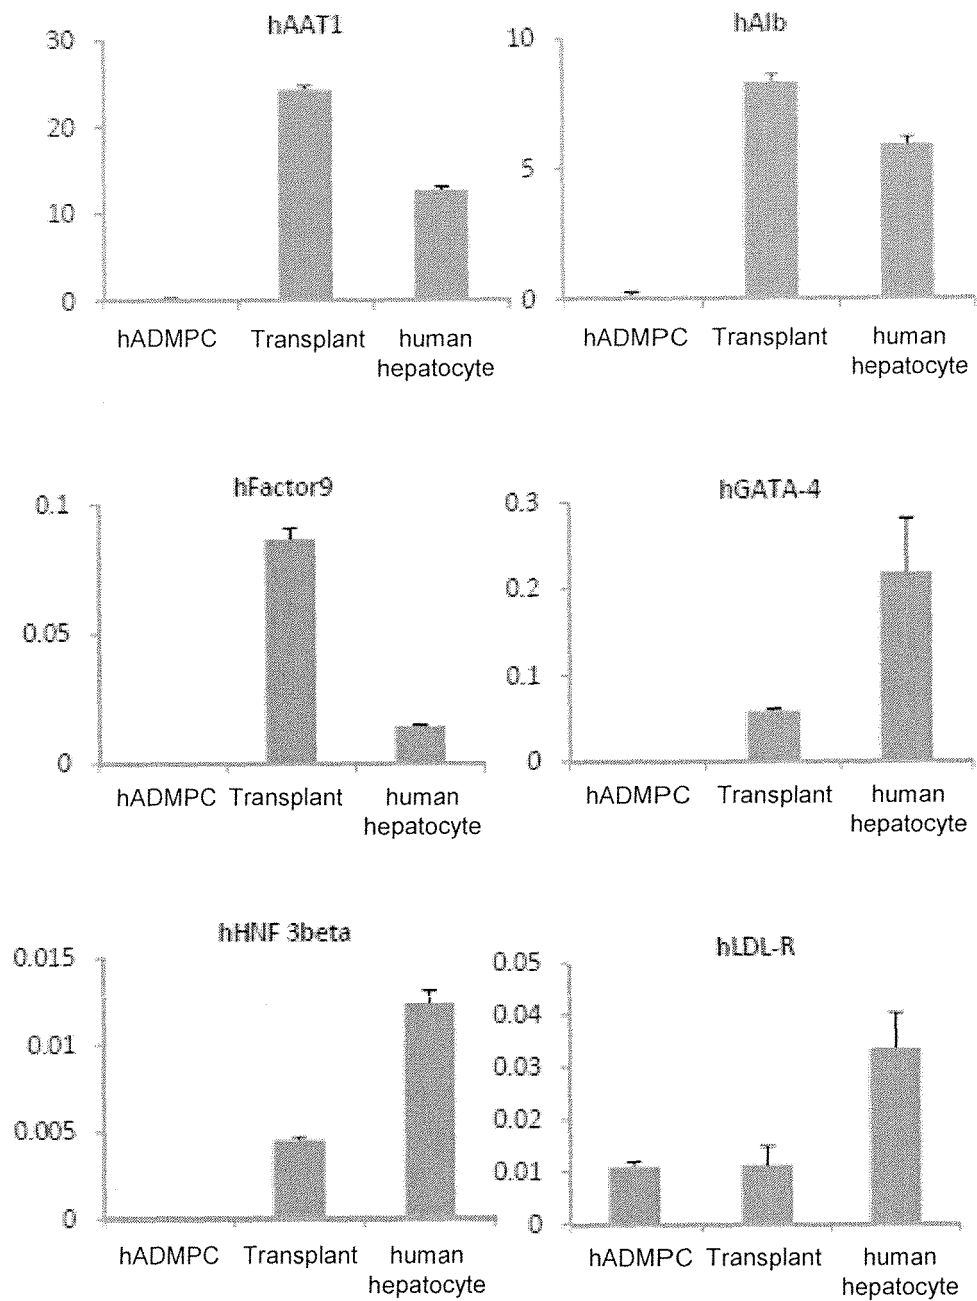 hAAT1
30
20
10
0
hADMPC Transplant human
hepatocyte
hAlb
10
5
0
hADMPC Transplant human
hepatocyte
hFactor9
0.1
0.05
0
hADMPC Transplant human
hepatocyte
hGATA-4
0.3
0.2
0.1
0
hADMPC Transplant human
hepatocyte
hHNF 3beta
0.015
0.01
0.005
0
hADMPC Transplant human
hepatocyte
hLDL-R
0.05
0.04
0.03
0.02
0.01
0
hADMPC Transplant human
hepatocyte